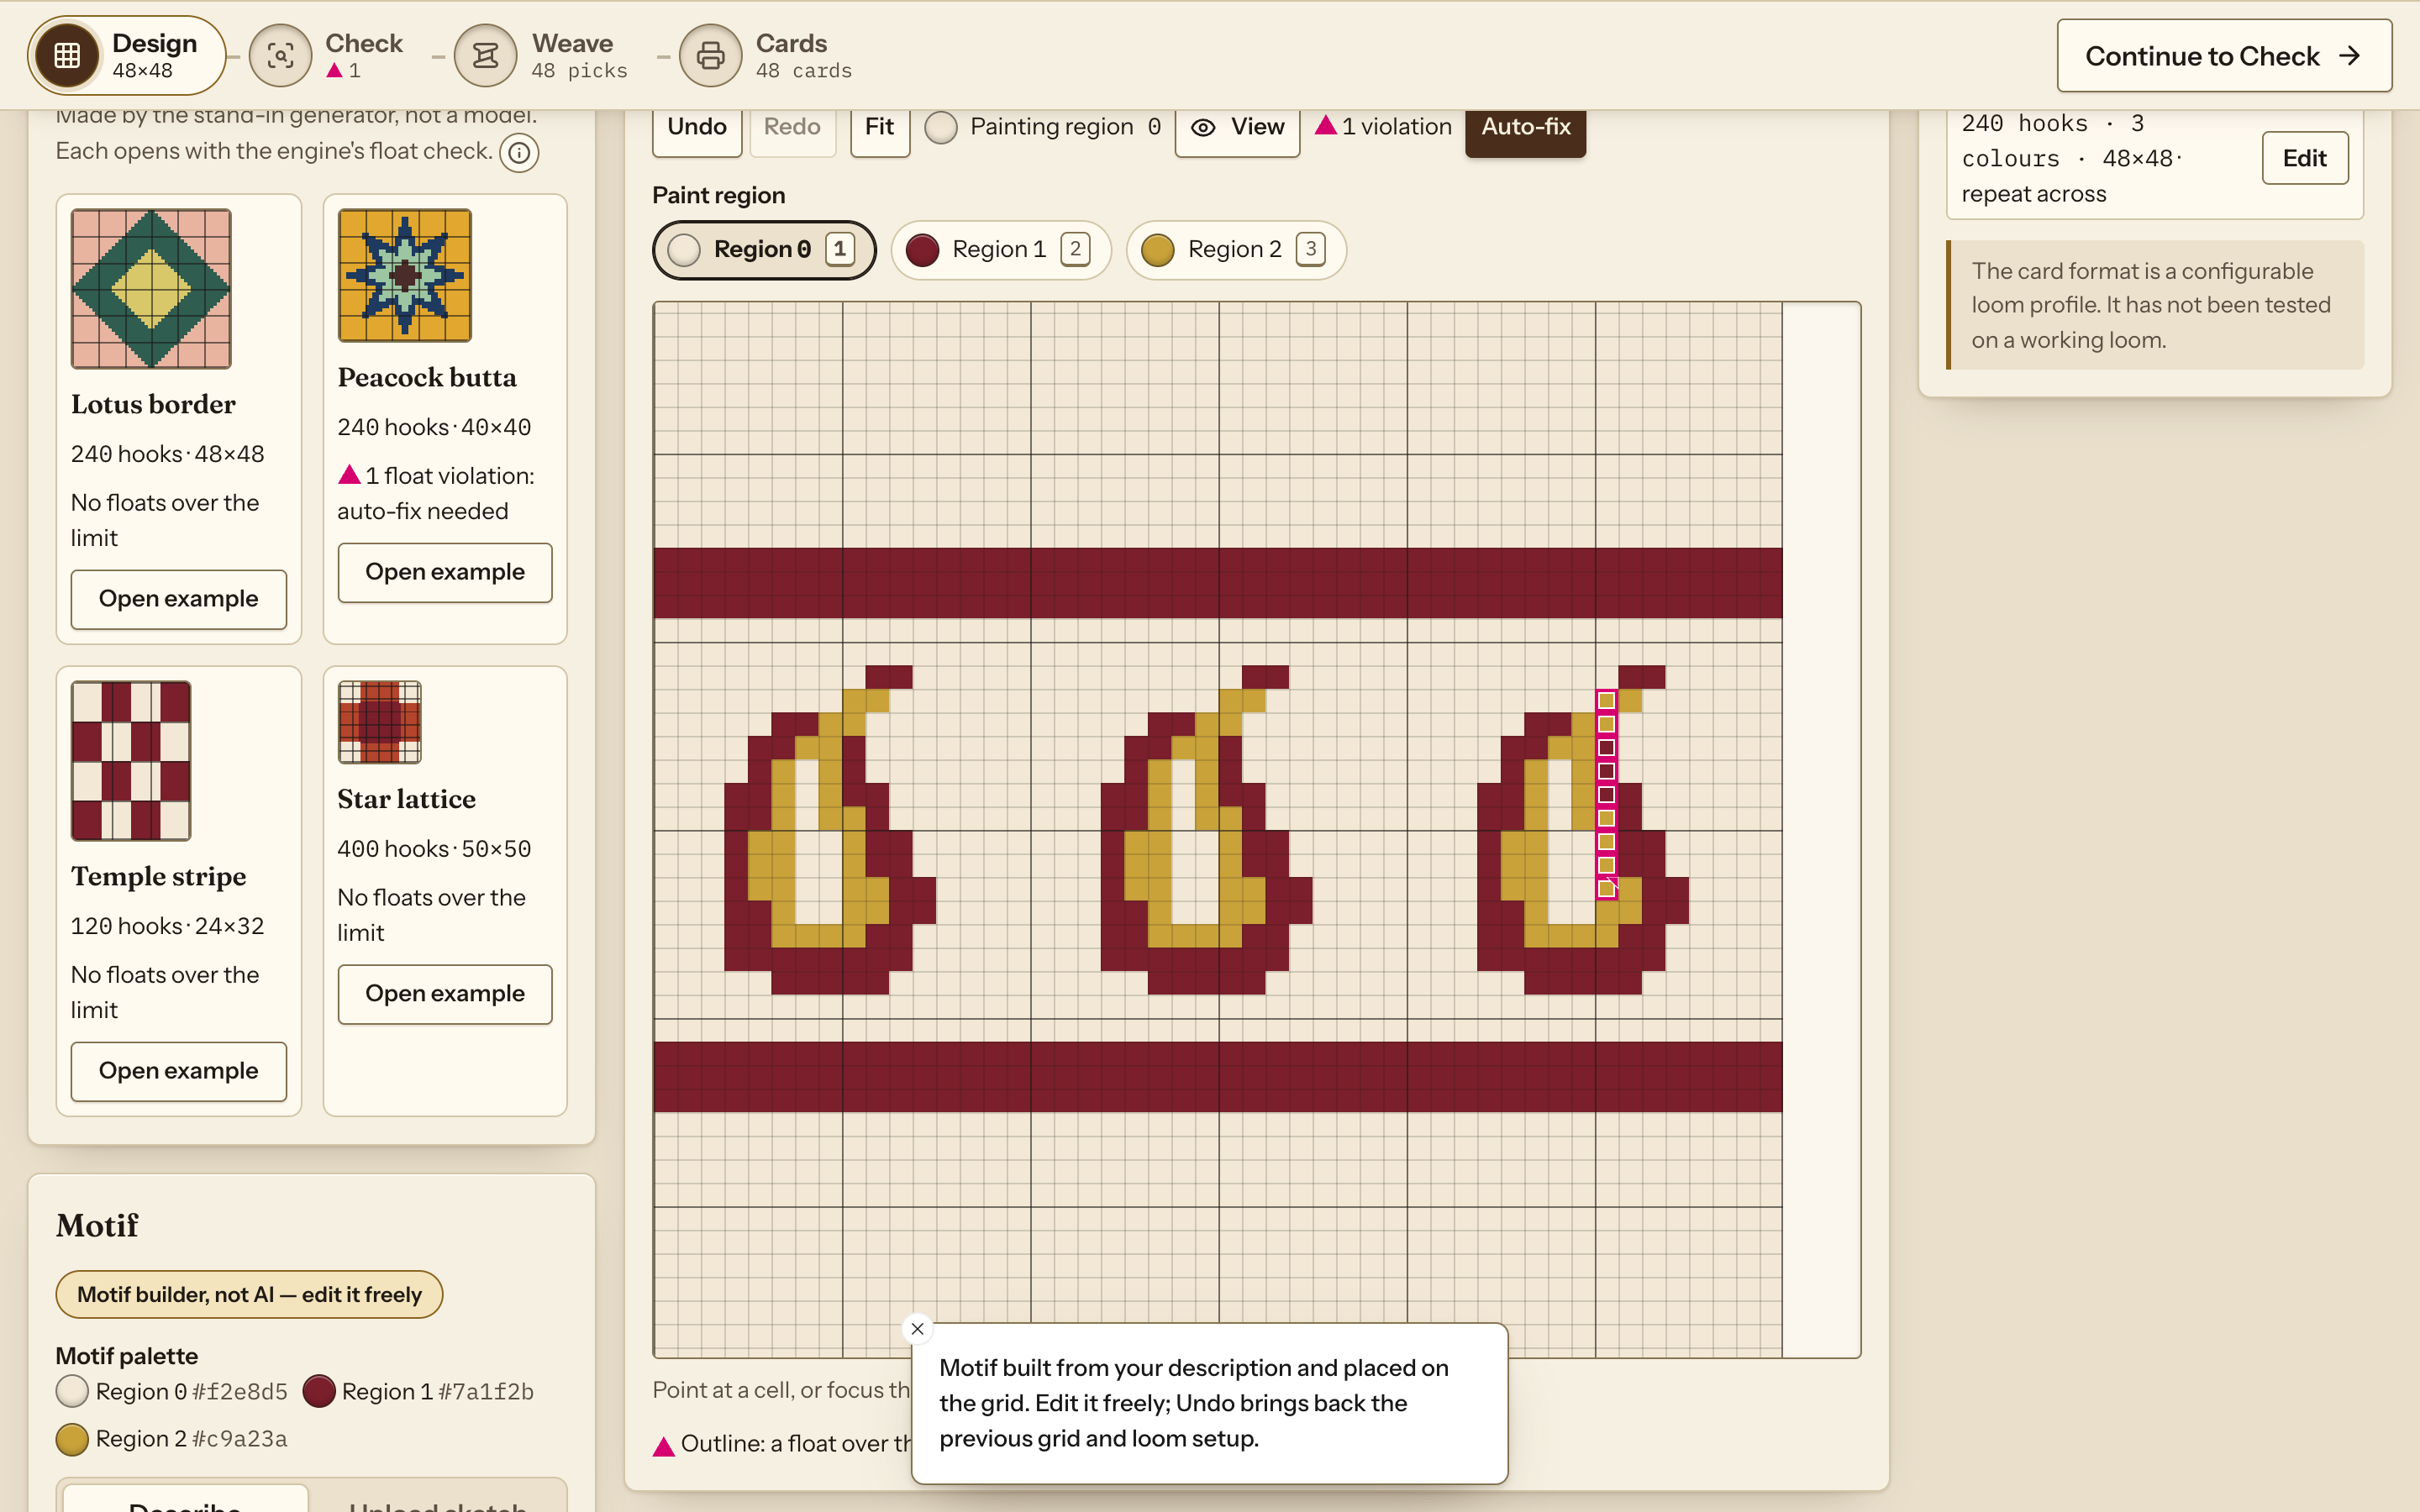 Design
48×48
Check
1
Weave
48 picks
Cards
48 cards
Continue to Check
Made by the stand-in generator, not a model.
Each opens with the engine's float check.
Lotus border
240 hooks·48×48
No floats over the
limit
Open example
Peacock butta
240 hooks·40×40
1 float violation:
auto-fix needed
Open example
Temple stripe
120 hooks·24×32
No floats over the
limit
Open example
Star lattice
400 hooks·50×50
No floats over the
limit
Open example
Motif
Motif builder, not AI — edit it freely
Motif palette
Region 0 #f2e8d5 Region 1 #7a1f2b
Region 2 #c9a23a
Describe Upload sketch
Undo Redo Fit Painting region 0 View 1 violation Auto-fix
Paint region
Region 0 1 Region 1 2 Region 2 3
Point at a cell, or focus th
Outline: a float over th
Motif built from your description and placed on
the grid. Edit it freely; Undo brings back the
previous grid and loom setup.
240 hooks · 3
colours · 48×48·
repeat across
Edit
The card format is a configurable
loom profile. It has not been tested
on a working loom.